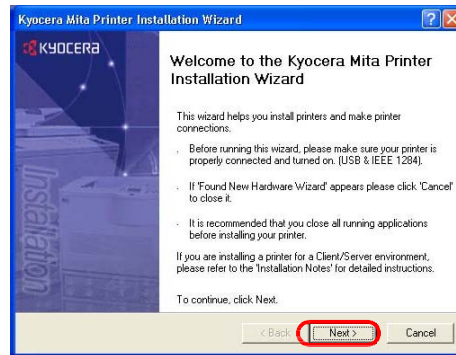 Kyocera Mita Printer Installation Wizard
KYOCERA
Welcome to the Kyocera Mita Printer
Installation Wizard
This wizard helps you install printers and make printer
connections.
Before running this wizard, please make sure your printer is
properly connected and turned on. (USB & IEEE 1284).
If 'Found New Hardware Wizard' appears please click 'Cancel'
to close it.
It is recommended that you close all running applications
before installing your printer.
If you are installing a printer for a Client/Server environment,
please refer to the 'Installation Notes' for detailed instructions.
To continue, click Next.
Installation
< Back
Next >
Cancel